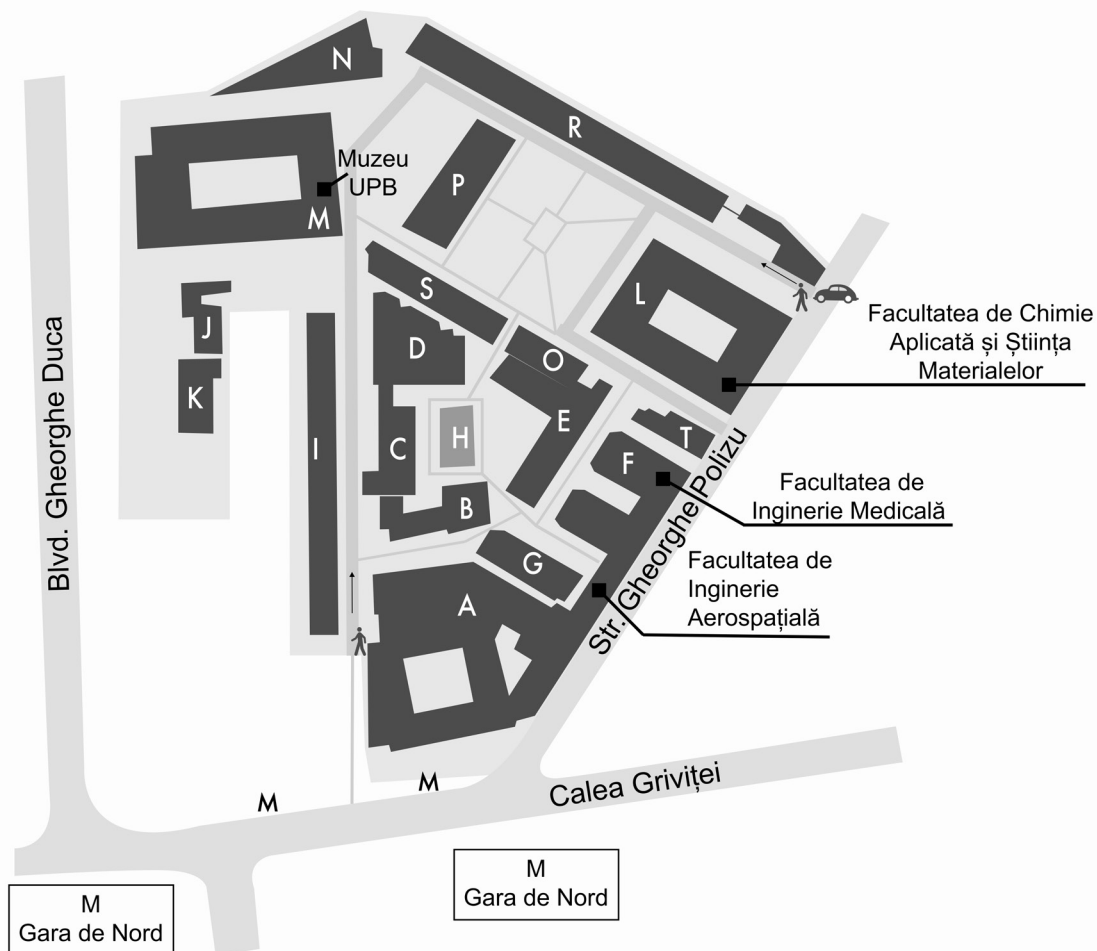 N
R
Muzeu
UPB
P
M
S
L
J
D
O
Facultatea de Chimie
Aplicată și Știința
Materialelor
K
I
C
H
E
T
F
Facultatea de
Inginerie Medicală
B
G
Facultatea de
Inginerie
Aerospațială
A
Blvd. Gheorghe Duca
Str. Gheorghe Polizu
Calea Griviței
M
M
M
Gara de Nord
M
Gara de Nord